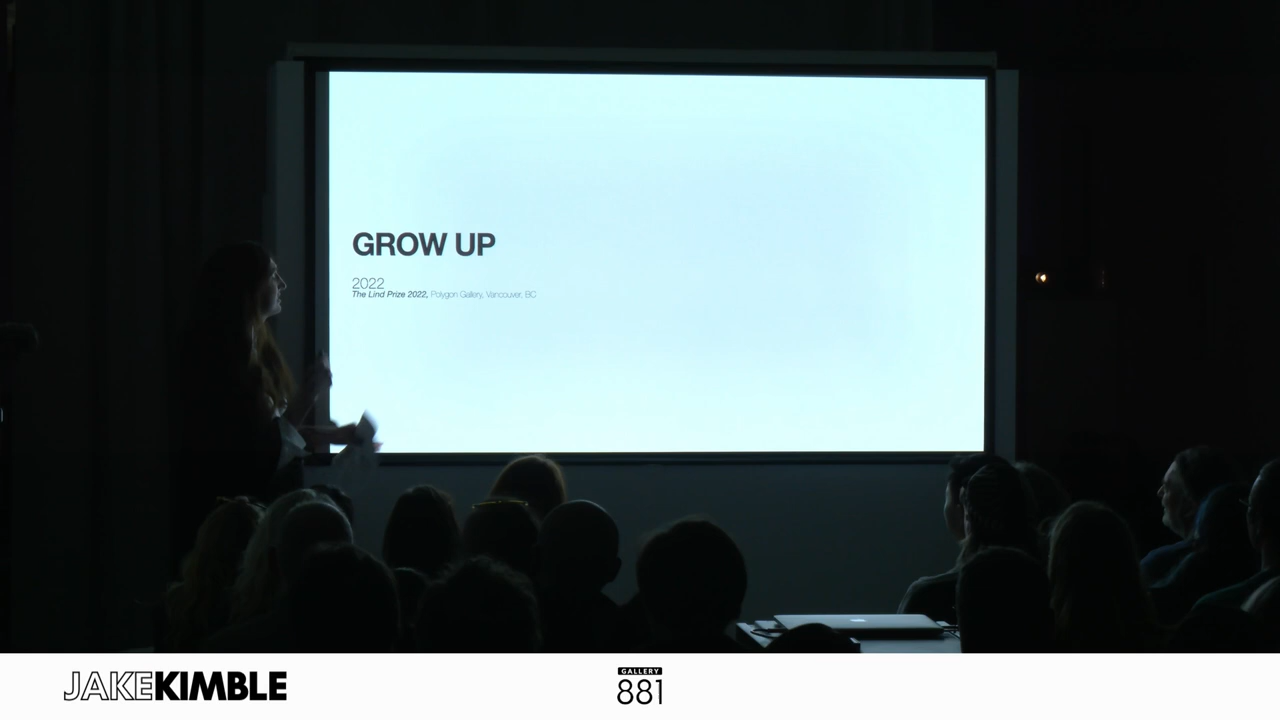 GROW UP
2022
The Lind Prize 2022, Polygon Gallery, Vancouver, BC
JAKEKIMBLE
GALLERY
881